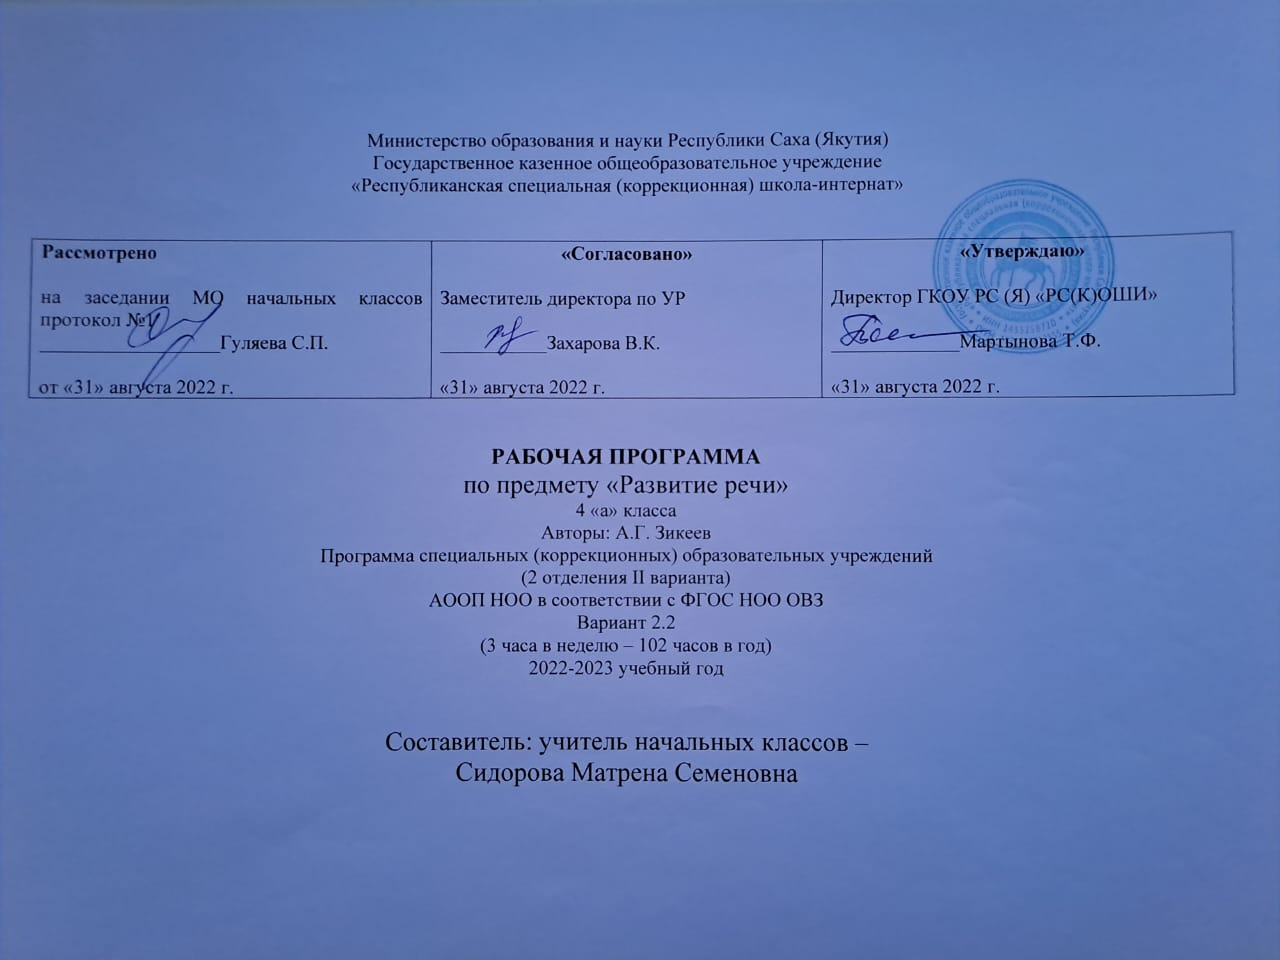 Министерство образования и науки Республики Саха (Якутия)
Государственное казенное общеобразовательное учреждение
«Республиканская специальная (коррекционная) школа-интернат»
Рассмотрено
на заседании МО начальных классов
протокол №1
____________________Гуляева С.П.
от «31» августа 2022 г.
«Согласовано»
Заместитель директора по УР
____________Захарова В.К.
«31» августа 2022 г.
«Утверждаю»
Директор ГКОУ РС (Я) «РС(К)ОШИ»
______________Мартынова Т.Ф.
«31» августа 2022 г.
РАБОЧАЯ ПРОГРАММА
по предмету «Развитие речи»
4 «а» класса
Авторы: А.Г. Зикеев
Программа специальных (коррекционных) образовательных учреждений
(2 отделения II варианта)
АООП НОО в соответствии с ФГОС НОО ОВЗ
Вариант 2.2
(3 часа в неделю – 102 часов в год)
2022-2023 учебный год
Составитель: учитель начальных классов –
Сидорова Матрена Семеновна